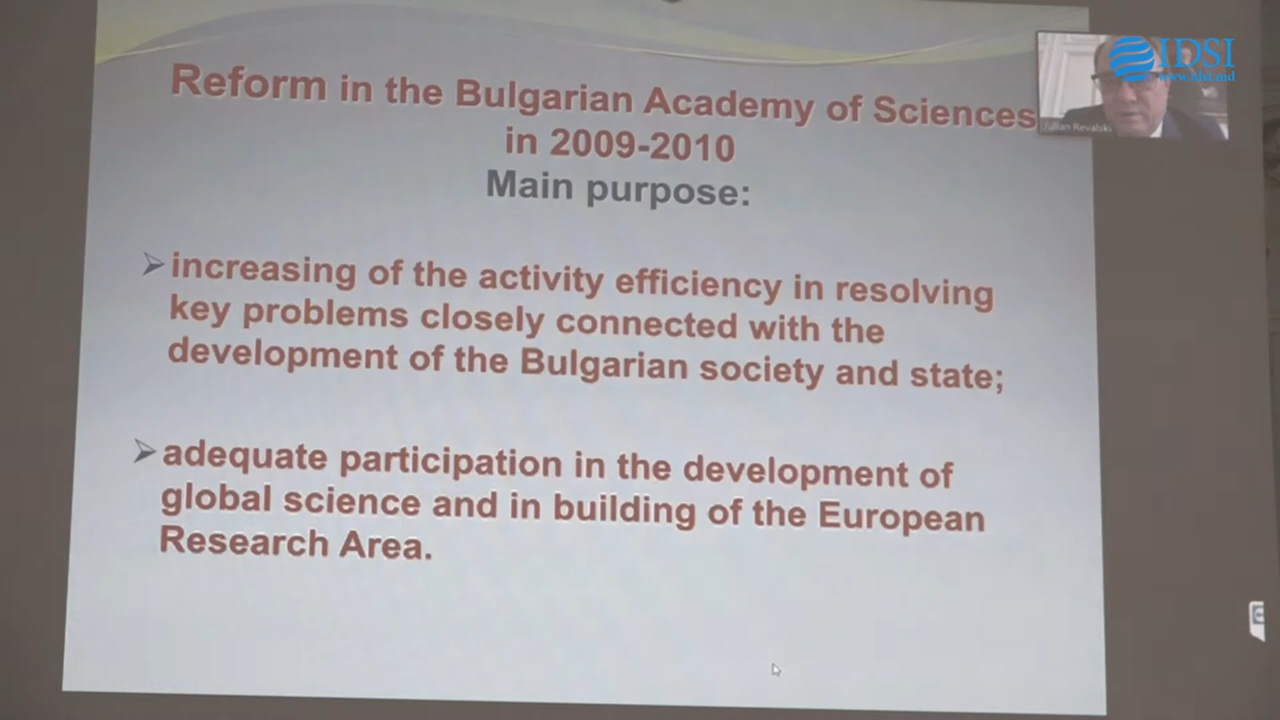 Reform in the Bulgarian Academy of Sciences
in 2009-2010
Main purpose:
increasing of the activity efficiency in resolving
key problems closely connected with the
development of the Bulgarian society and state;
adequate participation in the development of
global science and in building of the European
Research Area.
IDSI
www.idsi.md
Julian Revalski